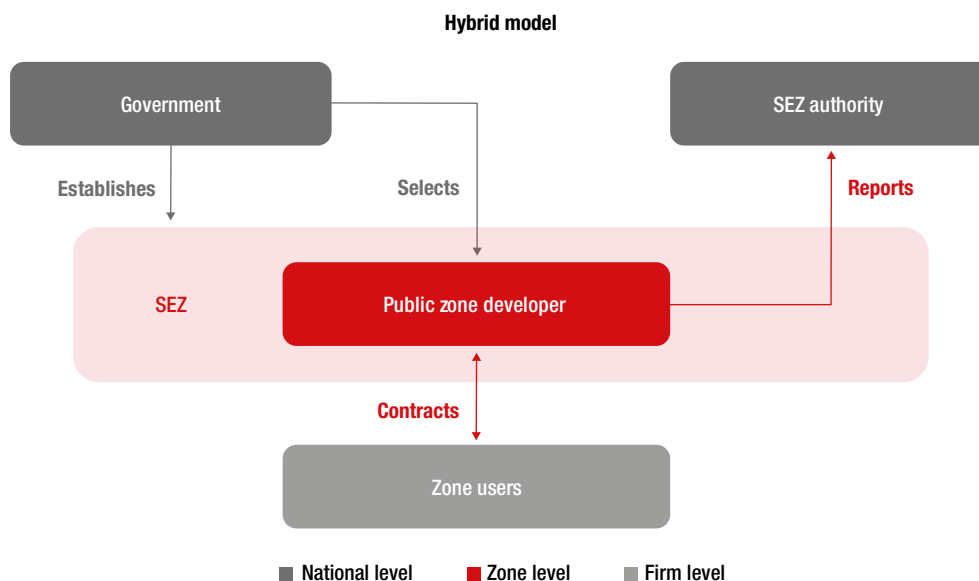 Hybrid model
Government
SEZ authority
Establishes
Selects
Reports
SEZ
Public zone developer
Contracts
Zone users
National level
Zone level
Firm level